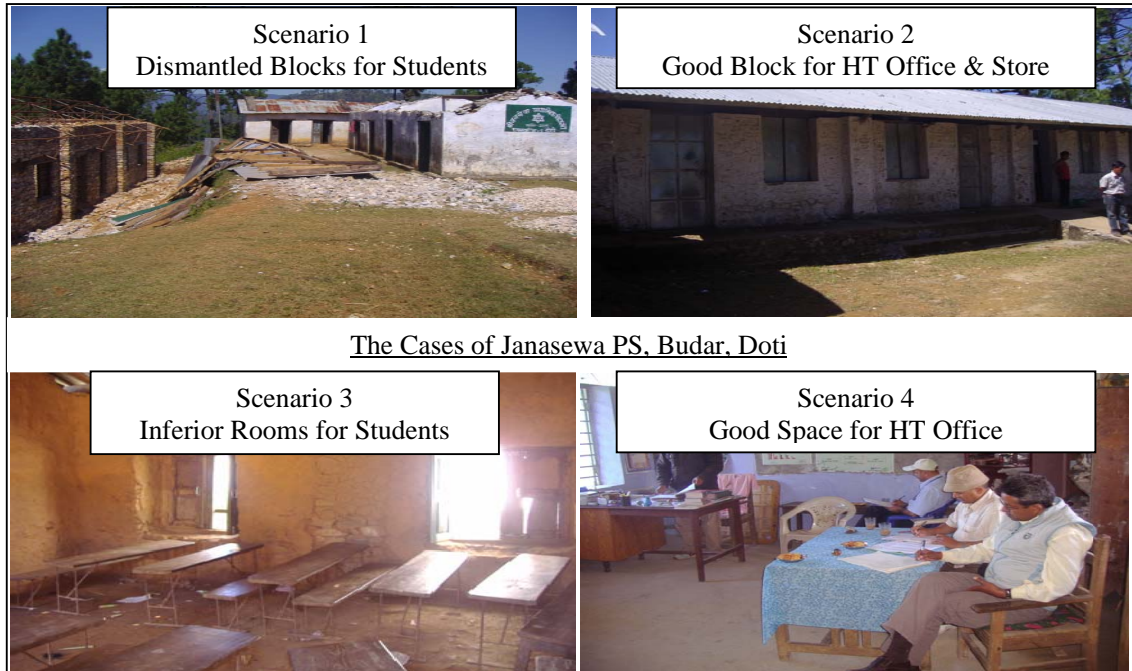 Scenario 1
Dismantled Blocks for Students
Scenario 2
Good Block for HT Office & Store
The Cases of Janasewa PS, Budar, Doti
Scenario 3
Inferior Rooms for Students
Scenario 4
Good Space for HT Office